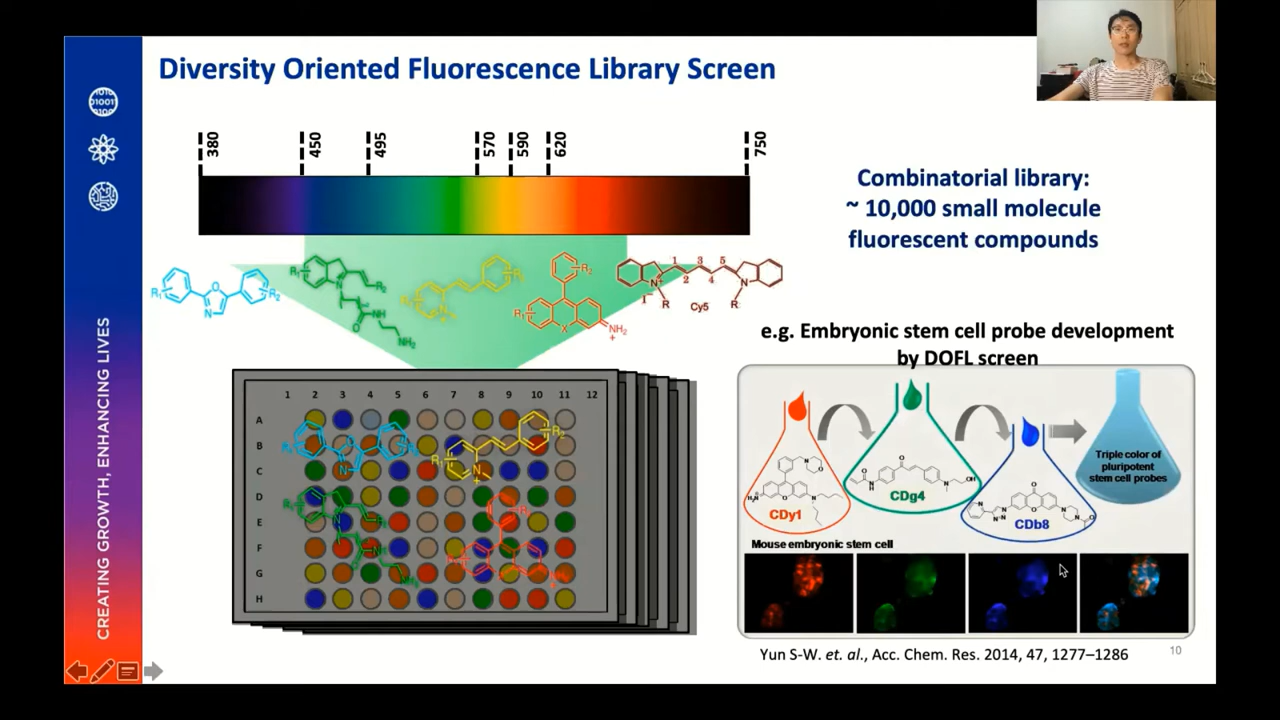 Diversity Oriented Fluorescence Library Screen
380
450
495
570
590
620
750
Combinatorial library:
~ 10,000 small molecule
fluorescent compounds
Cy5
e.g. Embryonic stem cell probe development
by DOFL screen
1 2 3 4 5 6 7 8 9 10 11 12
A
B
C
D
E
F
G
H
CDy1
CDg4
CDb8
Triple color of
pluripotent
stem cell probes
Mouse embryonic stem cell
Yun S-W. et. al., Acc. Chem. Res. 2014, 47, 1277–1286
10
CREATING GROWTH, ENHANCING LIVES